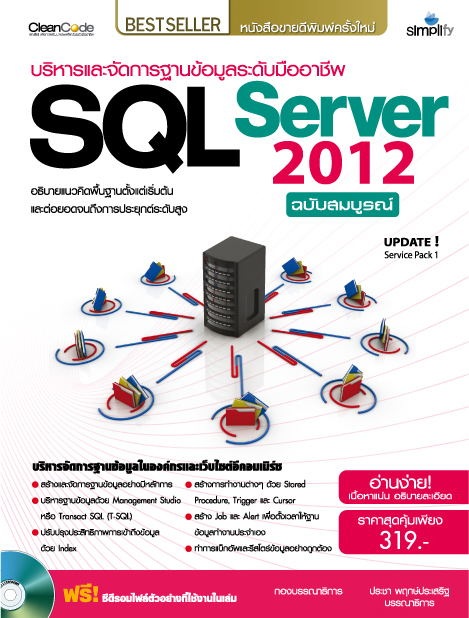 CleanCode
BESTSELLER
หนังสือขายดีพิมพ์ครั้งใหม่
simplify
บริหารและจัดการฐานข้อมูลระดับมืออาชีพ
SQL Server
2012
อธิบายแนวคิดพื้นฐานตั้งแต่เริ่มต้น
และต่อยอดจนถึงการประยุกต์ระดับสูง
ฉบับสมบูรณ์
UPDATE !
Service Pack 1
บริหารจัดการฐานข้อมูลในองค์กรและเว็บไซต์อีคอมเมิร์ซ
• สร้างและจัดการฐานข้อมูลอย่างมีหลักการ
• บริหารฐานข้อมูลด้วย Management Studio
หรือ Transact SQL (T-SQL)
• ปรับปรุงประสิทธิภาพการเข้าถึงข้อมูล
ด้วย Index
• สร้างการทำงานต่างๆ ด้วย Stored
Procedure, Trigger และ Cursor
• สร้าง Job และ Alert เพื่อตั้งเวลาให้ฐาน
ข้อมูลทำงานประจำเอง
• ทำการแบ็กอัพและรีสโตร์ข้อมูลอย่างถูกต้อง
อ่านง่าย!
เนื้อหาแน่น อธิบายละเอียด
ราคาสุดคุ้มเพียง
319.-
ฟรี! ซีดีรอมไฟล์ตัวอย่างที่ใช้งานในเล่ม
กองบรรณาธิการ
ประชา พฤกษ์ประเสริฐ
บรรณาธิการ